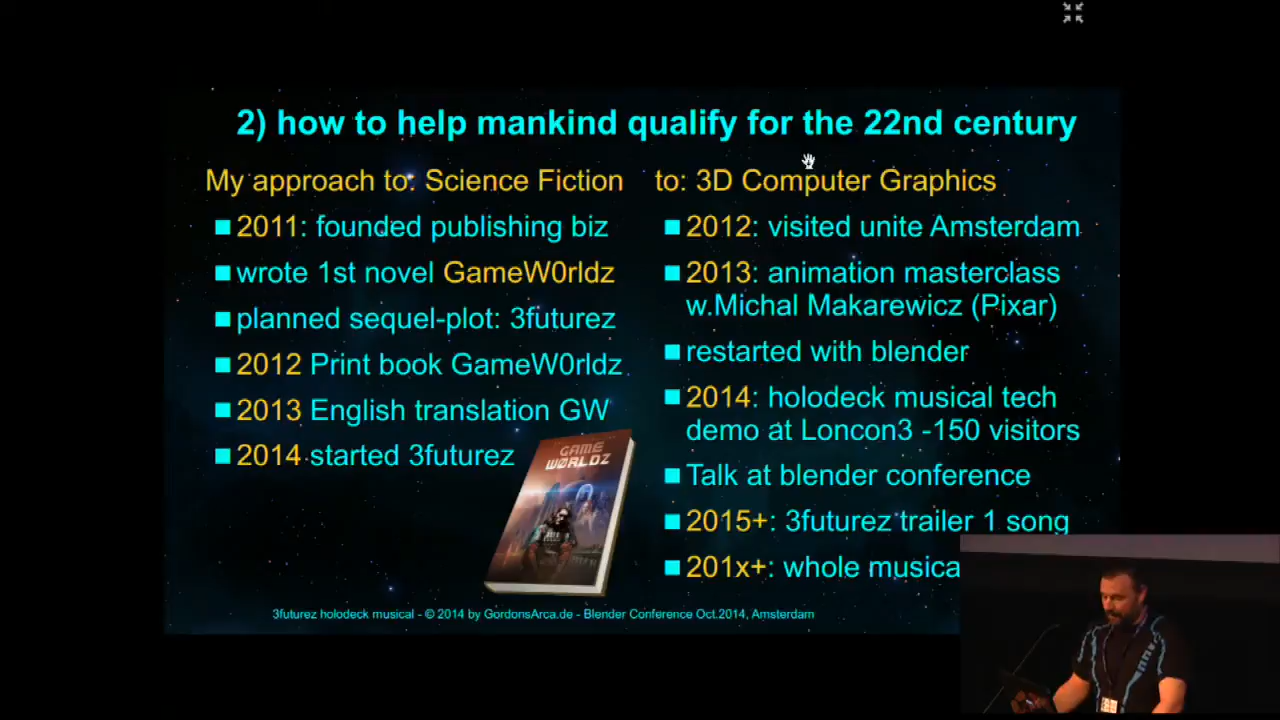 2) how to help mankind qualify for the 22nd century
My approach to: Science Fiction
2011: founded publishing biz
wrote 1st novel GameW0rldz
planned sequel-plot: 3futurez
2012 Print book GameW0rldz
2013 English translation GW
2014 started 3futurez
to: 3D Computer Graphics
2012: visited unite Amsterdam
2013: animation masterclass
w.Michal Makarewicz (Pixar)
restarted with blender
2014: holodeck musical tech
demo at Loncon3 -150 visitors
Talk at blender conference
2015+: 3futurez trailer 1 song
201x+: whole musica
GAME
W0RLDZ
3futurez holodeck musical - © 2014 by GordonsArca.de - Blender Conference Oct.2014, Amsterdam